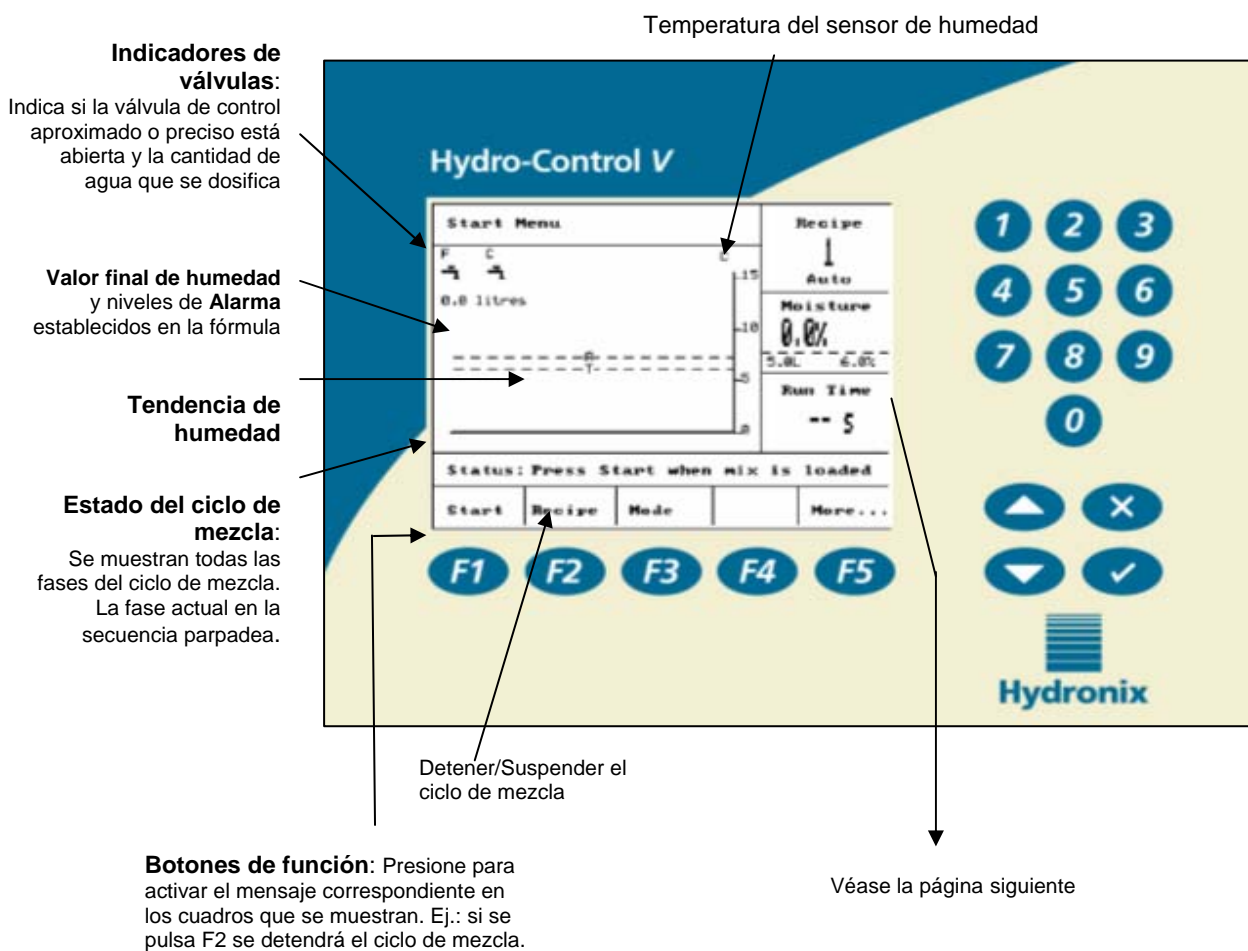 Temperatura del sensor de humedad
Indicadores de
válvulas:
Indica si la válvula de control
aproximado o preciso está
abierta y la cantidad de
agua que se dosifica
Valor final de humedad
y niveles de Alarma
establecidos en la fórmula
Tendencia de
humedad
Estado del ciclo de
mezcla:
Se muestran todas las
fases del ciclo de mezcla.
La fase actual en la
secuencia parpadea.
Hydro-Control V
Start Menu
F C
0.0 litres
15
10
5
0
A
T
Recipe
1
Auto
Moisture
0.0%
5.0L 6.0%
Run Time
-- s
Status: Press Start when mix is loaded
Start Recipe Mode More...
F1 F2 F3 F4 F5
1 2 3
4 5 6
7 8 9
0
Hydronix
Detener/Suspender el
ciclo de mezcla
Botones de función: Presione para
activar el mensaje correspondiente en
los cuadros que se muestran. Ej.: si se
pulsa F2 se detendrá el ciclo de mezcla.
Véase la página siguiente